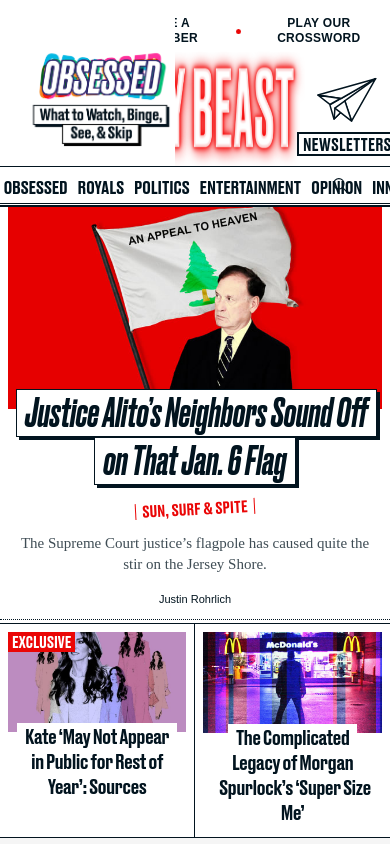 E A
BER
PLAY OUR
CROSSWORD
OBSESSED
What to Watch, Binge,
See, & Skip
Y BEAST
NEWSLETTERS
OBSESSED ROYALS POLITICS ENTERTAINMENT OPINION INN
AN APPEAL TO HEAVEN
Justice Alito’s Neighbors Sound Off
on That Jan. 6 Flag
SUN, SURF & SPITE
The Supreme Court justice’s flagpole has caused quite the
stir on the Jersey Shore.
Justin Rohrlich
EXCLUSIVE
Kate ‘May Not Appear
in Public for Rest of
Year’: Sources
McDonald's
The Complicated
Legacy of Morgan
Spurlock’s ‘Super Size
Me’